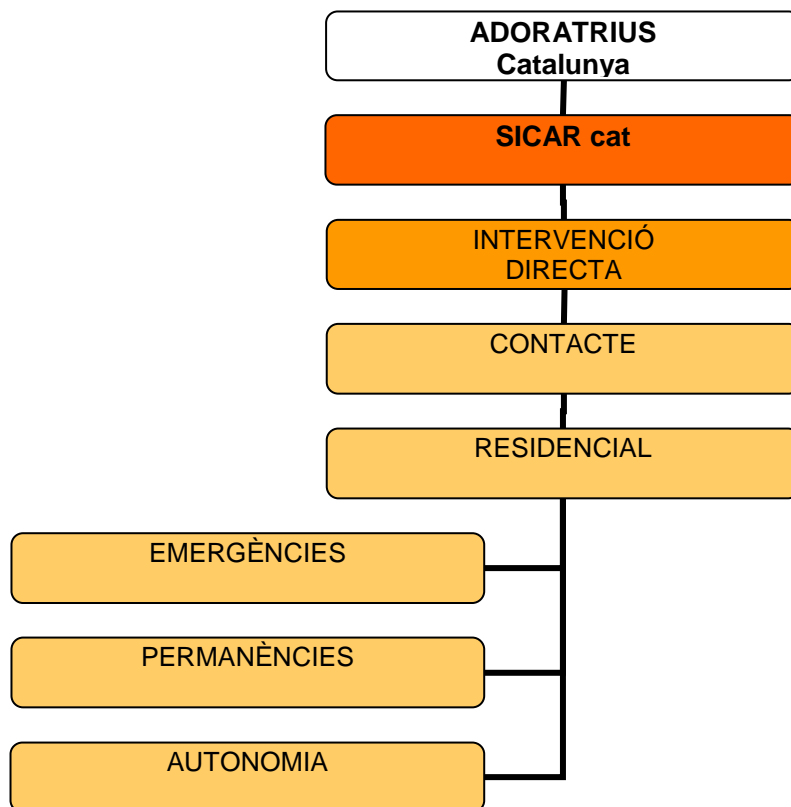 ADORATRIUS
Catalunya
SICAR cat
INTERVENCIÓ
DIRECTA
CONTACTE
RESIDENCIAL
EMERGÈNCIES
PERMANÈNCIES
AUTONOMIA